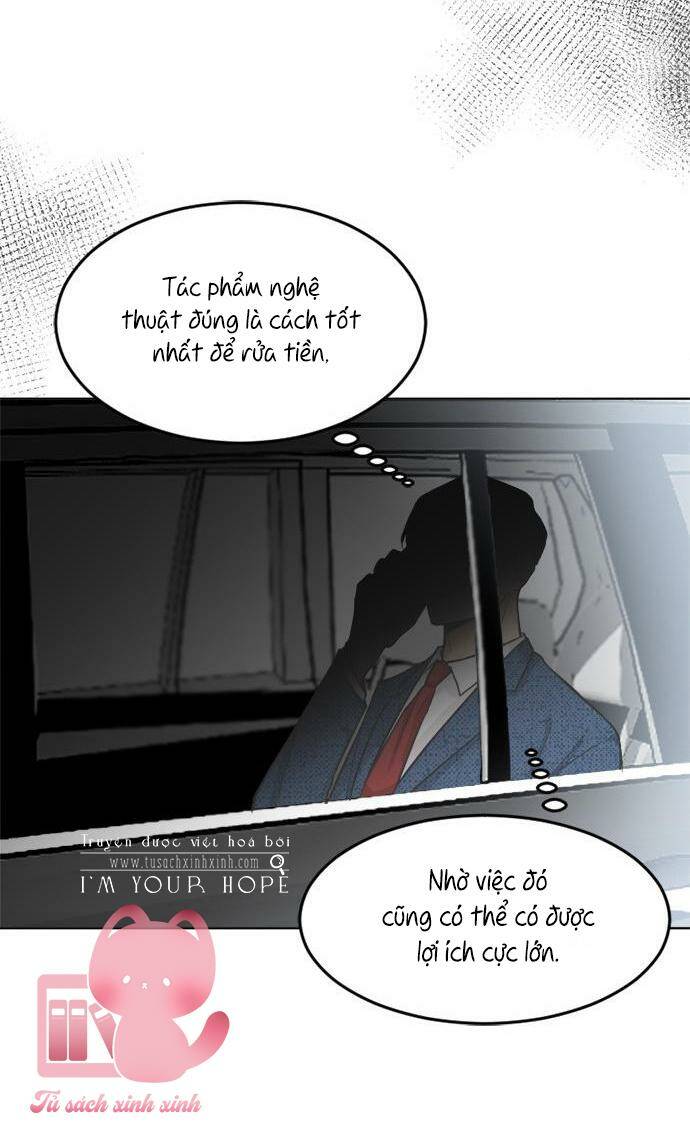 Tác phẩm nghệ
thuật đúng là cách tốt
nhất để rửa tiền.
Truyện được việt hoá bởi
www.tusachxinhxinh.com
I'M YOUR HOPE
Nhờ việc đó
cũng có thể có được
lợi ích cực lớn.
Tủ sách xinh xinh